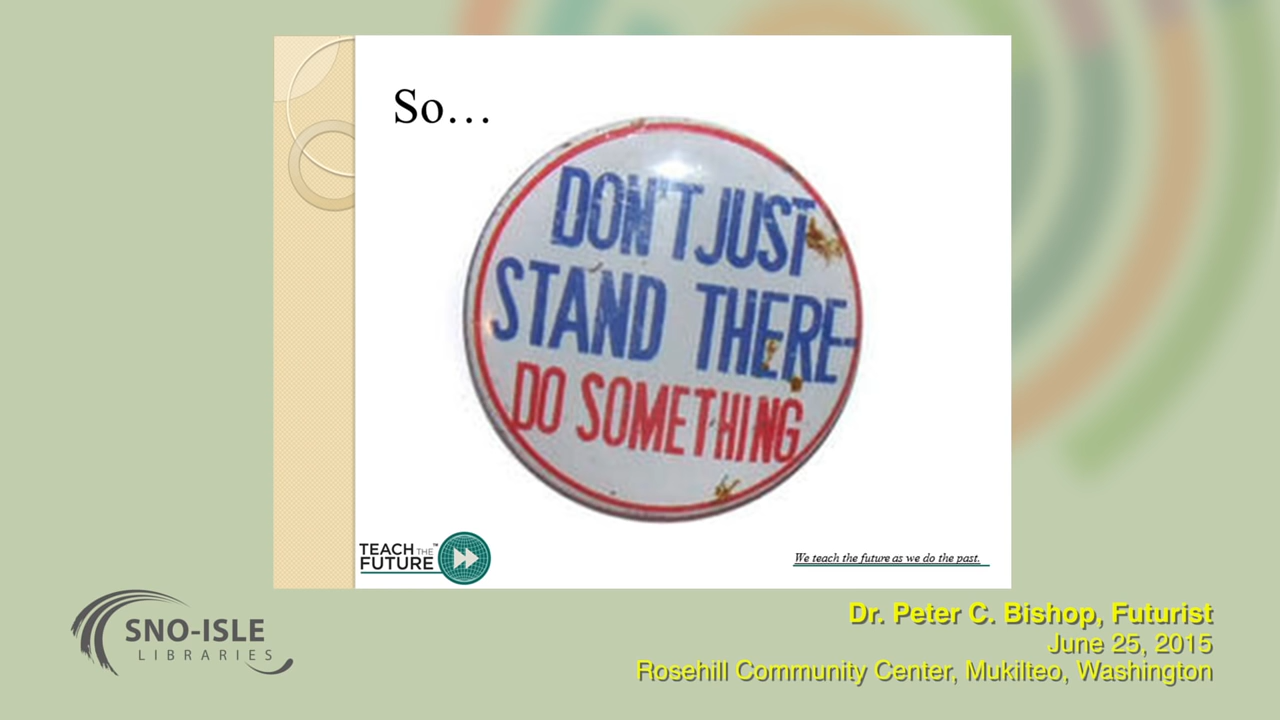 So…
DON'T JUST
STAND THERE
DO SOMETHING
TEACH THE™
FUTURE
We teach the future as we do the past.
SNO-ISLE
LIBRARIES
Dr. Peter C. Bishop, Futurist
June 25, 2015
Rosehill Community Center, Mukilteo, Washington